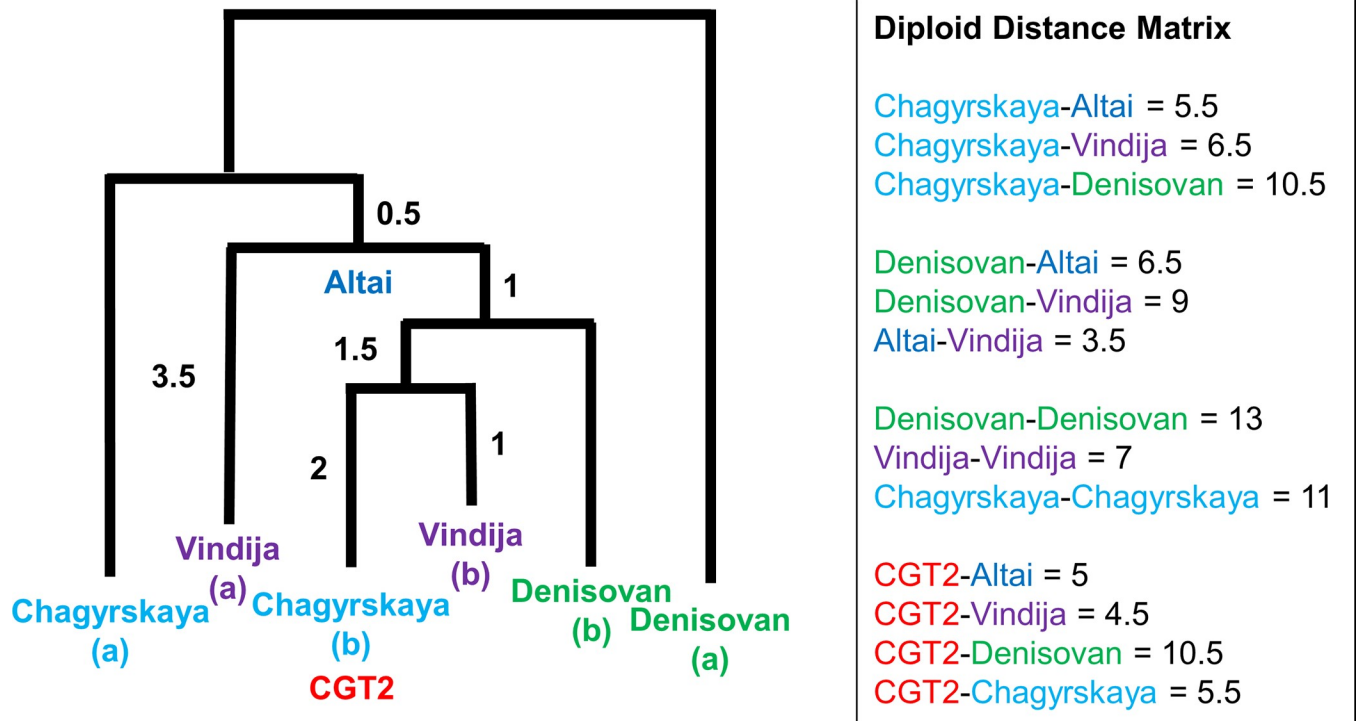 0.5
Altai
1
1.5
3.5
2
1
Vindija
(a)
Vindija
(b)
Chagyrskaya
(a)
Chagyrskaya
(b)
CGT2
Denisovan
(b)
Denisovan
(a)
Diploid Distance Matrix
Chagyrskaya-Altai = 5.5
Chagyrskaya-Vindija = 6.5
Chagyrskaya-Denisovan = 10.5
Denisovan-Altai = 6.5
Denisovan-Vindija = 9
Altai-Vindija = 3.5
Denisovan-Denisovan = 13
Vindija-Vindija = 7
Chagyrskaya-Chagyrskaya = 11
CGT2-Altai = 5
CGT2-Vindija = 4.5
CGT2-Denisovan = 10.5
CGT2-Chagyrskaya = 5.5